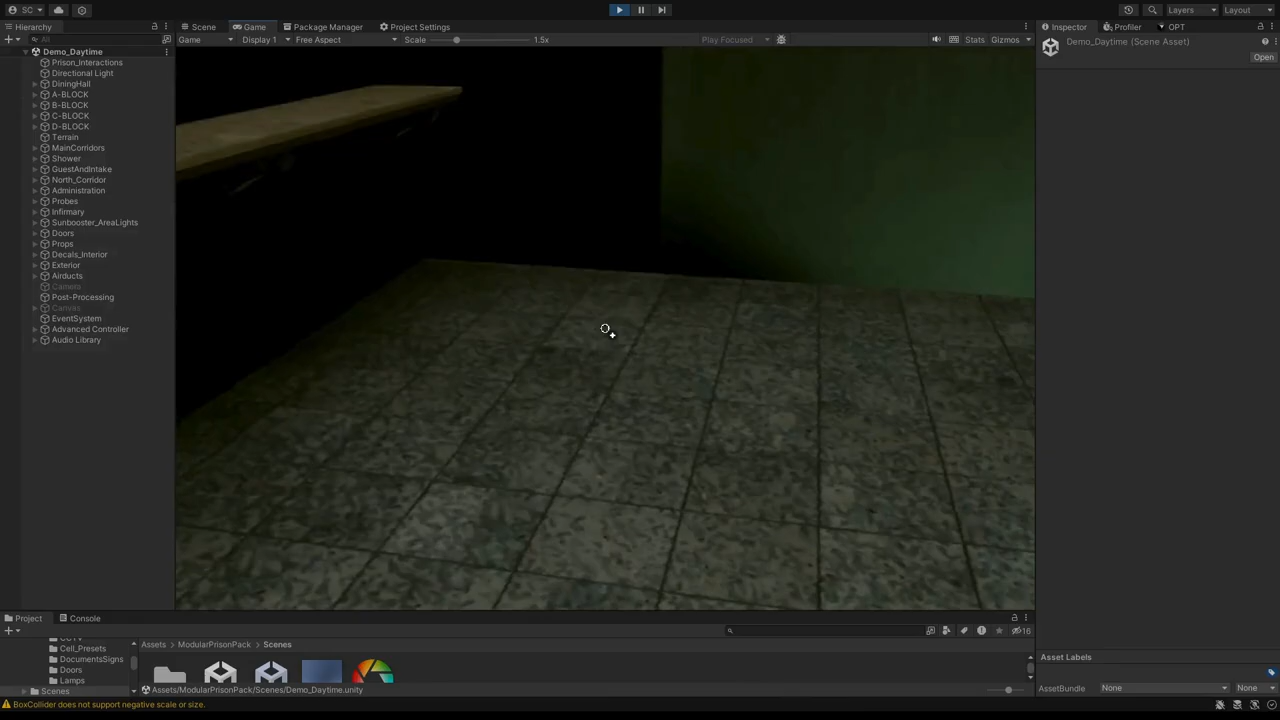 SC
Layers
Layout
Hierarchy
Scene
Game
Package Manager
Project Settings
Inspector
Profiler
OPT
All
Game
Display 1
Free Aspect
Scale
1.5x
Play Focused
Stats
Gizmos
Demo_Daytime (Scene Asset)
Open
Demo_Daytime
Prison_Interactions
Directional Light
DiningHall
A-BLOCK
B-BLOCK
C-BLOCK
D-BLOCK
Terrain
MainCorridors
Shower
GuestAndIntake
North_Corridor
Administration
Probes
Infirmary
Sunbooster_AreaLights
Doors
Props
Decals_Interior
Exterior
Airducts
Camera
Post-Processing
Canvas
EventSystem
Advanced Controller
Audio Library
Project
Console
16
CCTV
Cell_Presets
DocumentsSigns
Doors
Lamps
Scenes
Assets
ModularPrisonPack
Scenes
Assets/ModularPrisonPack/Scenes/Demo_Daytime.unity
Asset Labels
AssetBundle
None
None
BoxCollider does not support negative scale or size.